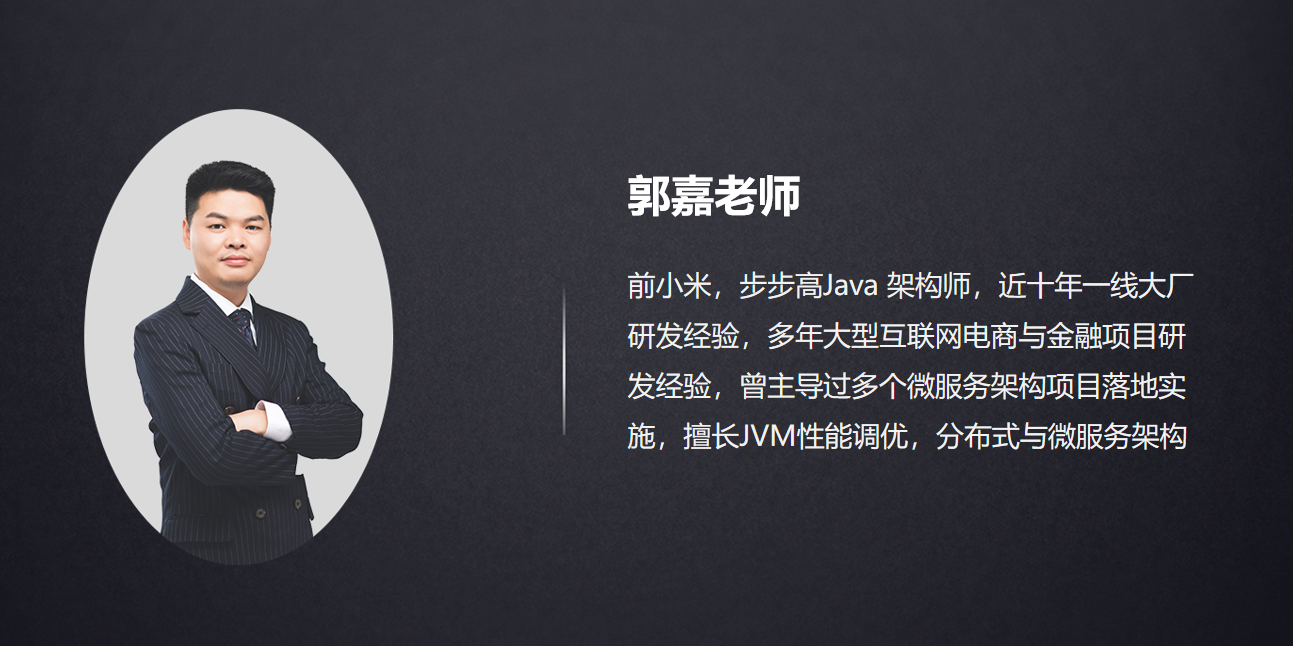 郭嘉老师
前小米，步步高Java 架构师，近十年一线大厂
研发经验，多年大型互联网电商与金融项目研
发经验，曾主导过多个微服务架构项目落地实
施，擅长JVM性能调优，分布式与微服务架构